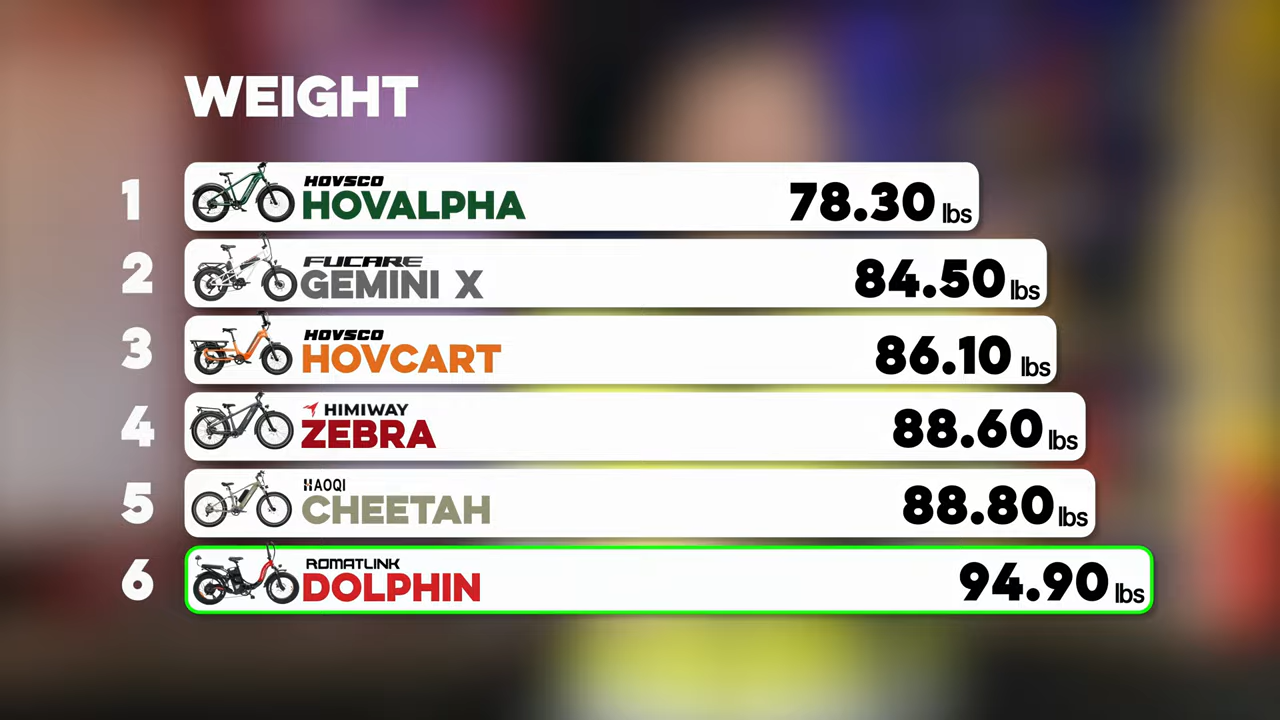 WEIGHT
1 HOVSCO
HOVALPHA 78.30 lbs
2 FUCARE
GEMINI X 84.50 lbs
3 HOVSCO
HOVCART 86.10 lbs
4 HIMIWAY
ZEBRA 88.60 lbs
5 HAOQI
CHEETAH 88.80 lbs
6 ROMATLINK
DOLPHIN 94.90 lbs